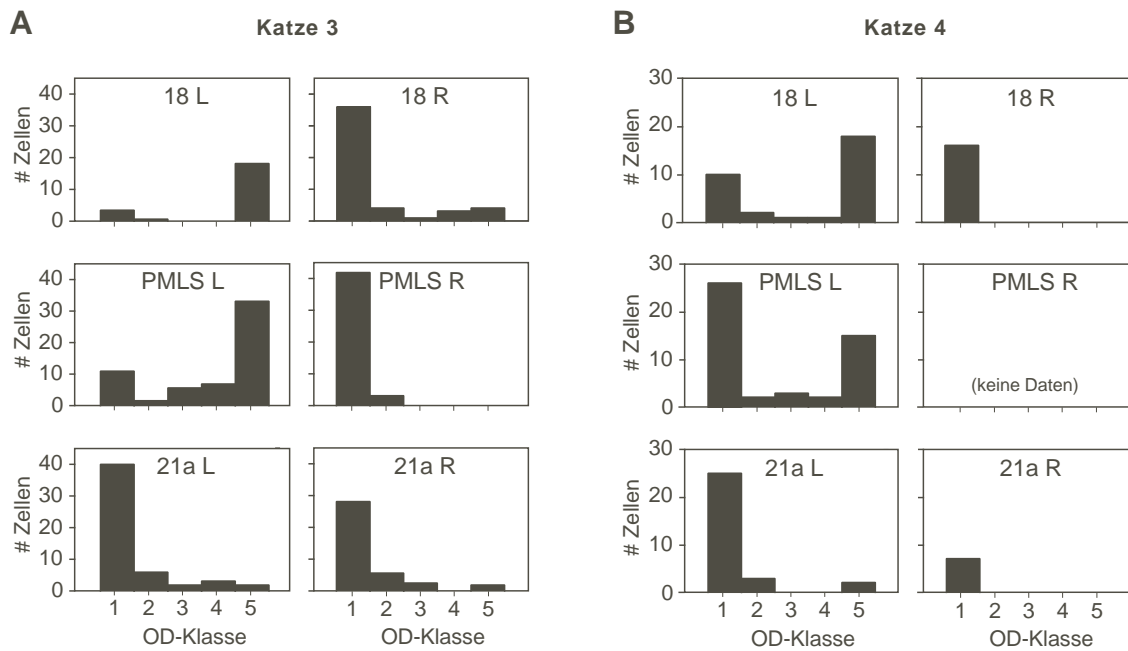 A
Katze 3
18 L
18 R
# Zellen
40
30
20
10
0
PMLS L
PMLS R
# Zellen
40
30
20
10
0
21a L
21a R
# Zellen
40
30
20
10
0
1 2 3 4 5
1 2 3 4 5
OD-Klasse
OD-Klasse
B
Katze 4
18 L
18 R
# Zellen
30
20
10
0
PMLS L
PMLS R
# Zellen
30
20
10
0
(keine Daten)
21a L
21a R
# Zellen
30
20
10
0
1 2 3 4 5
1 2 3 4 5
OD-Klasse
OD-Klasse